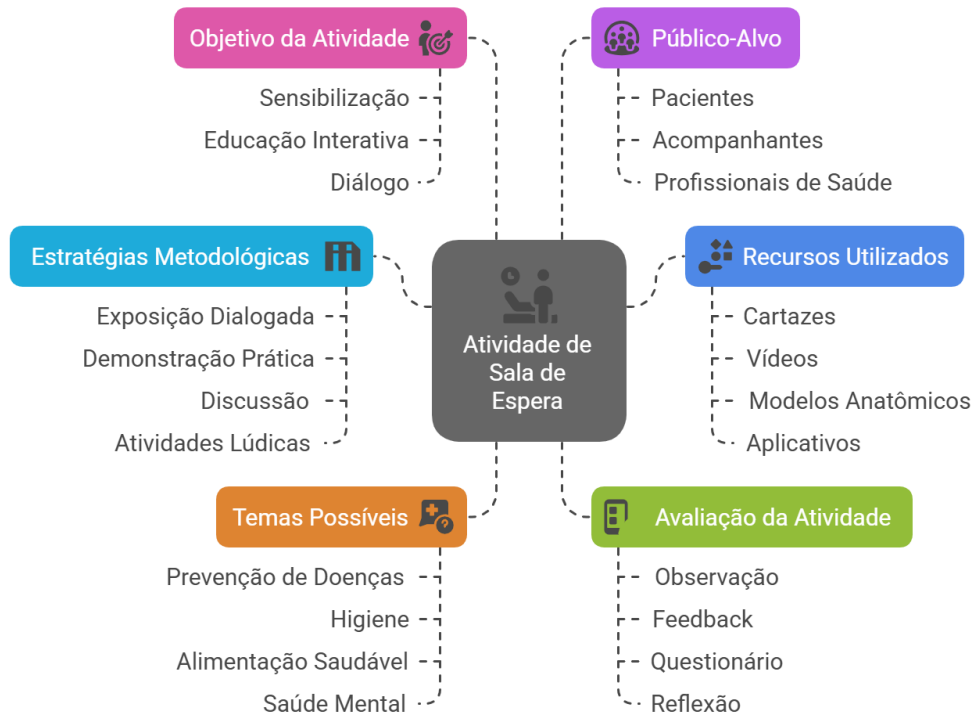 Objetivo da Atividade
Sensibilização
Educação Interativa
Diálogo
Público-Alvo
Pacientes
Acompanhantes
Profissionais de Saúde
Estratégias Metodológicas
Exposição Dialogada
Demonstração Prática
Discussão
Atividades Lúdicas
Atividade de
Sala de
Espera
Recursos Utilizados
Cartazes
Vídeos
Modelos Anatômicos
Aplicativos
Temas Possíveis
Prevenção de Doenças
Higiene
Alimentação Saudável
Saúde Mental
Avaliação da Atividade
Observação
Feedback
Questionário
Reflexão